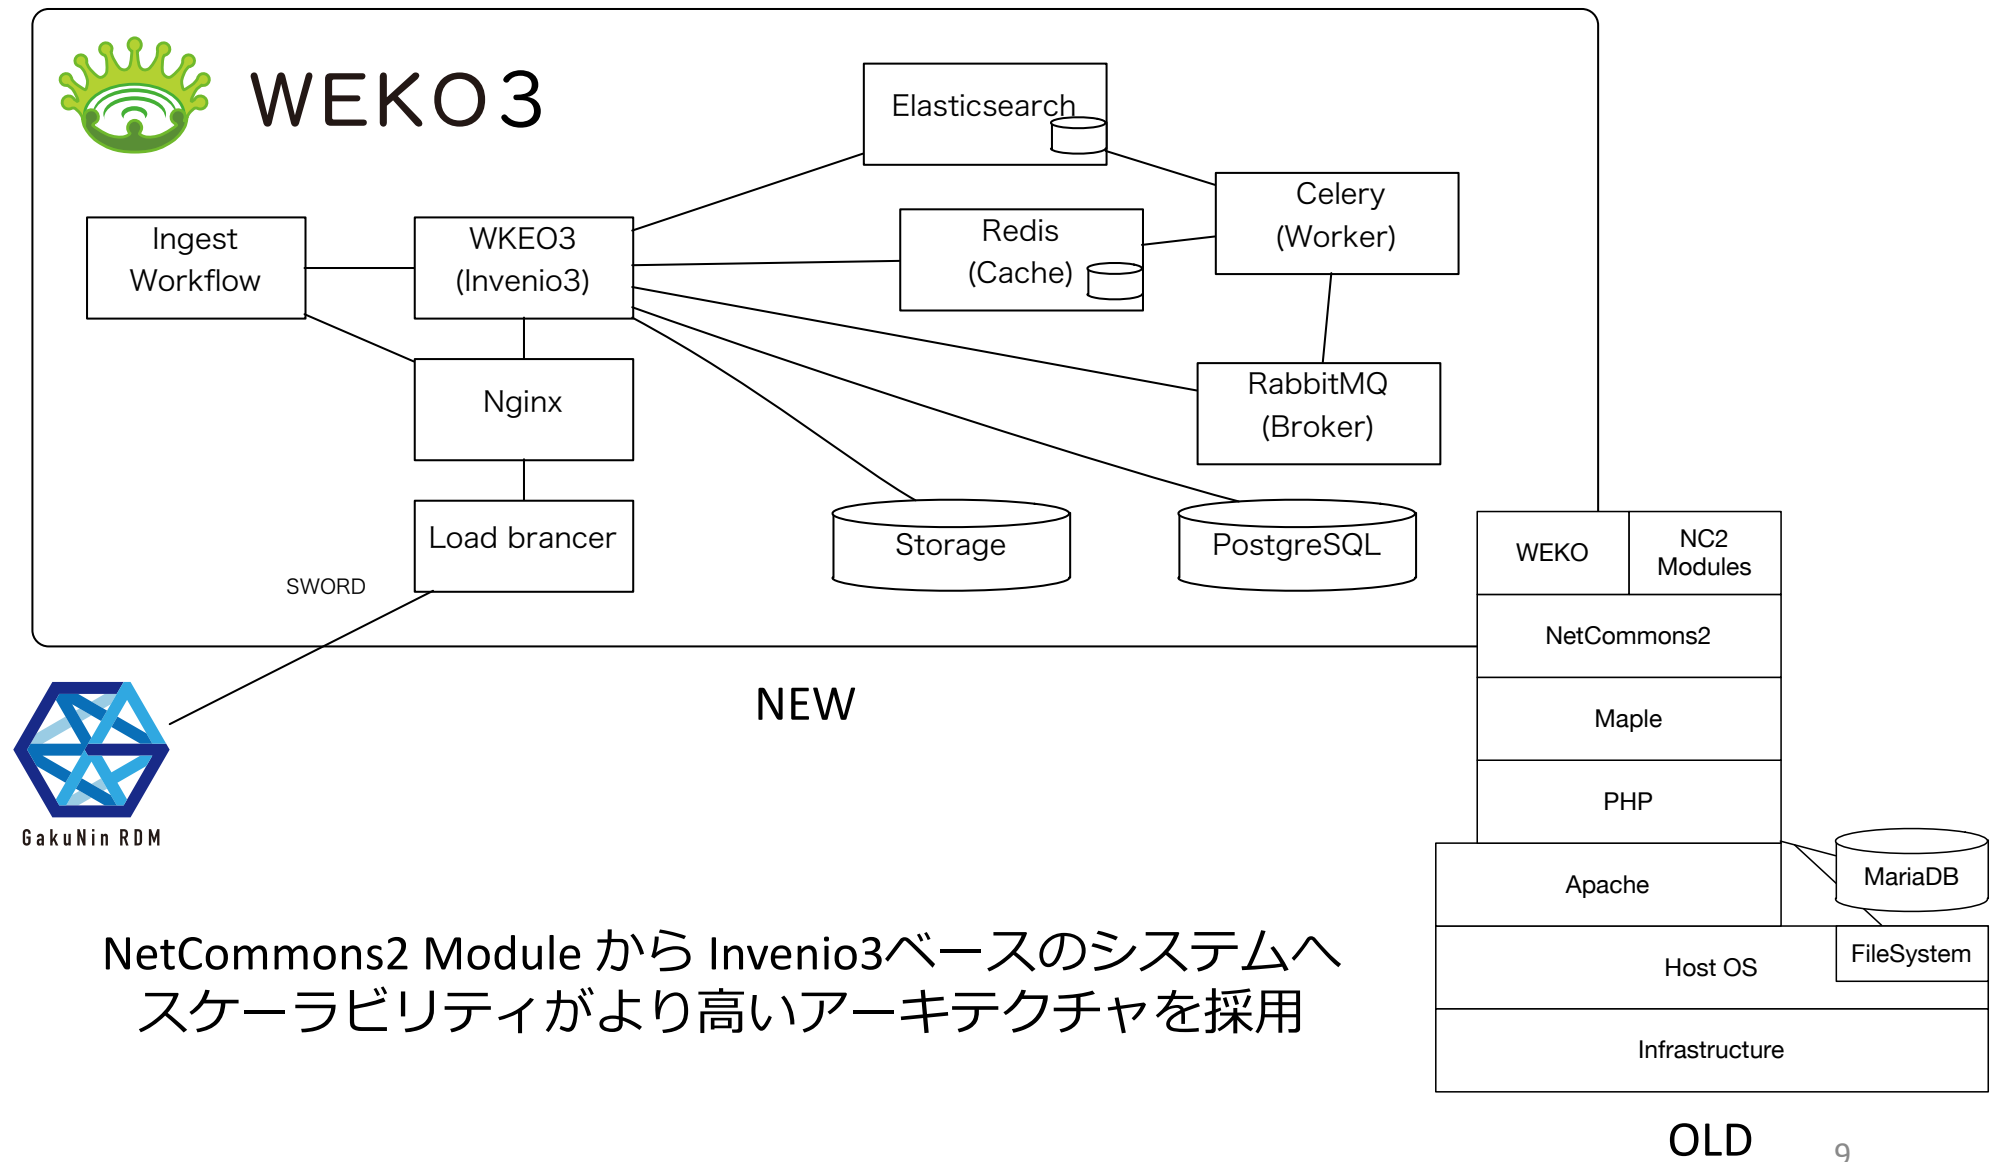 WEKO3
Elasticsearch
Celery
(Worker)
Ingest
Workflow
WKEO3
(Invenio3)
Redis
(Cache)
Nginx
RabbitMQ
(Broker)
Load brancer
Storage
PostgreSQL
SWORD
GakuNin RDM
NEW
WEKO
NC2
Modules
NetCommons2
Maple
PHP
Apache
MariaDB
Host OS
FileSystem
Infrastructure
OLD
NetCommons2 Module から Invenio3ベースのシステムへ
スケーラビリティがより高いアーキテクチャを採用
9